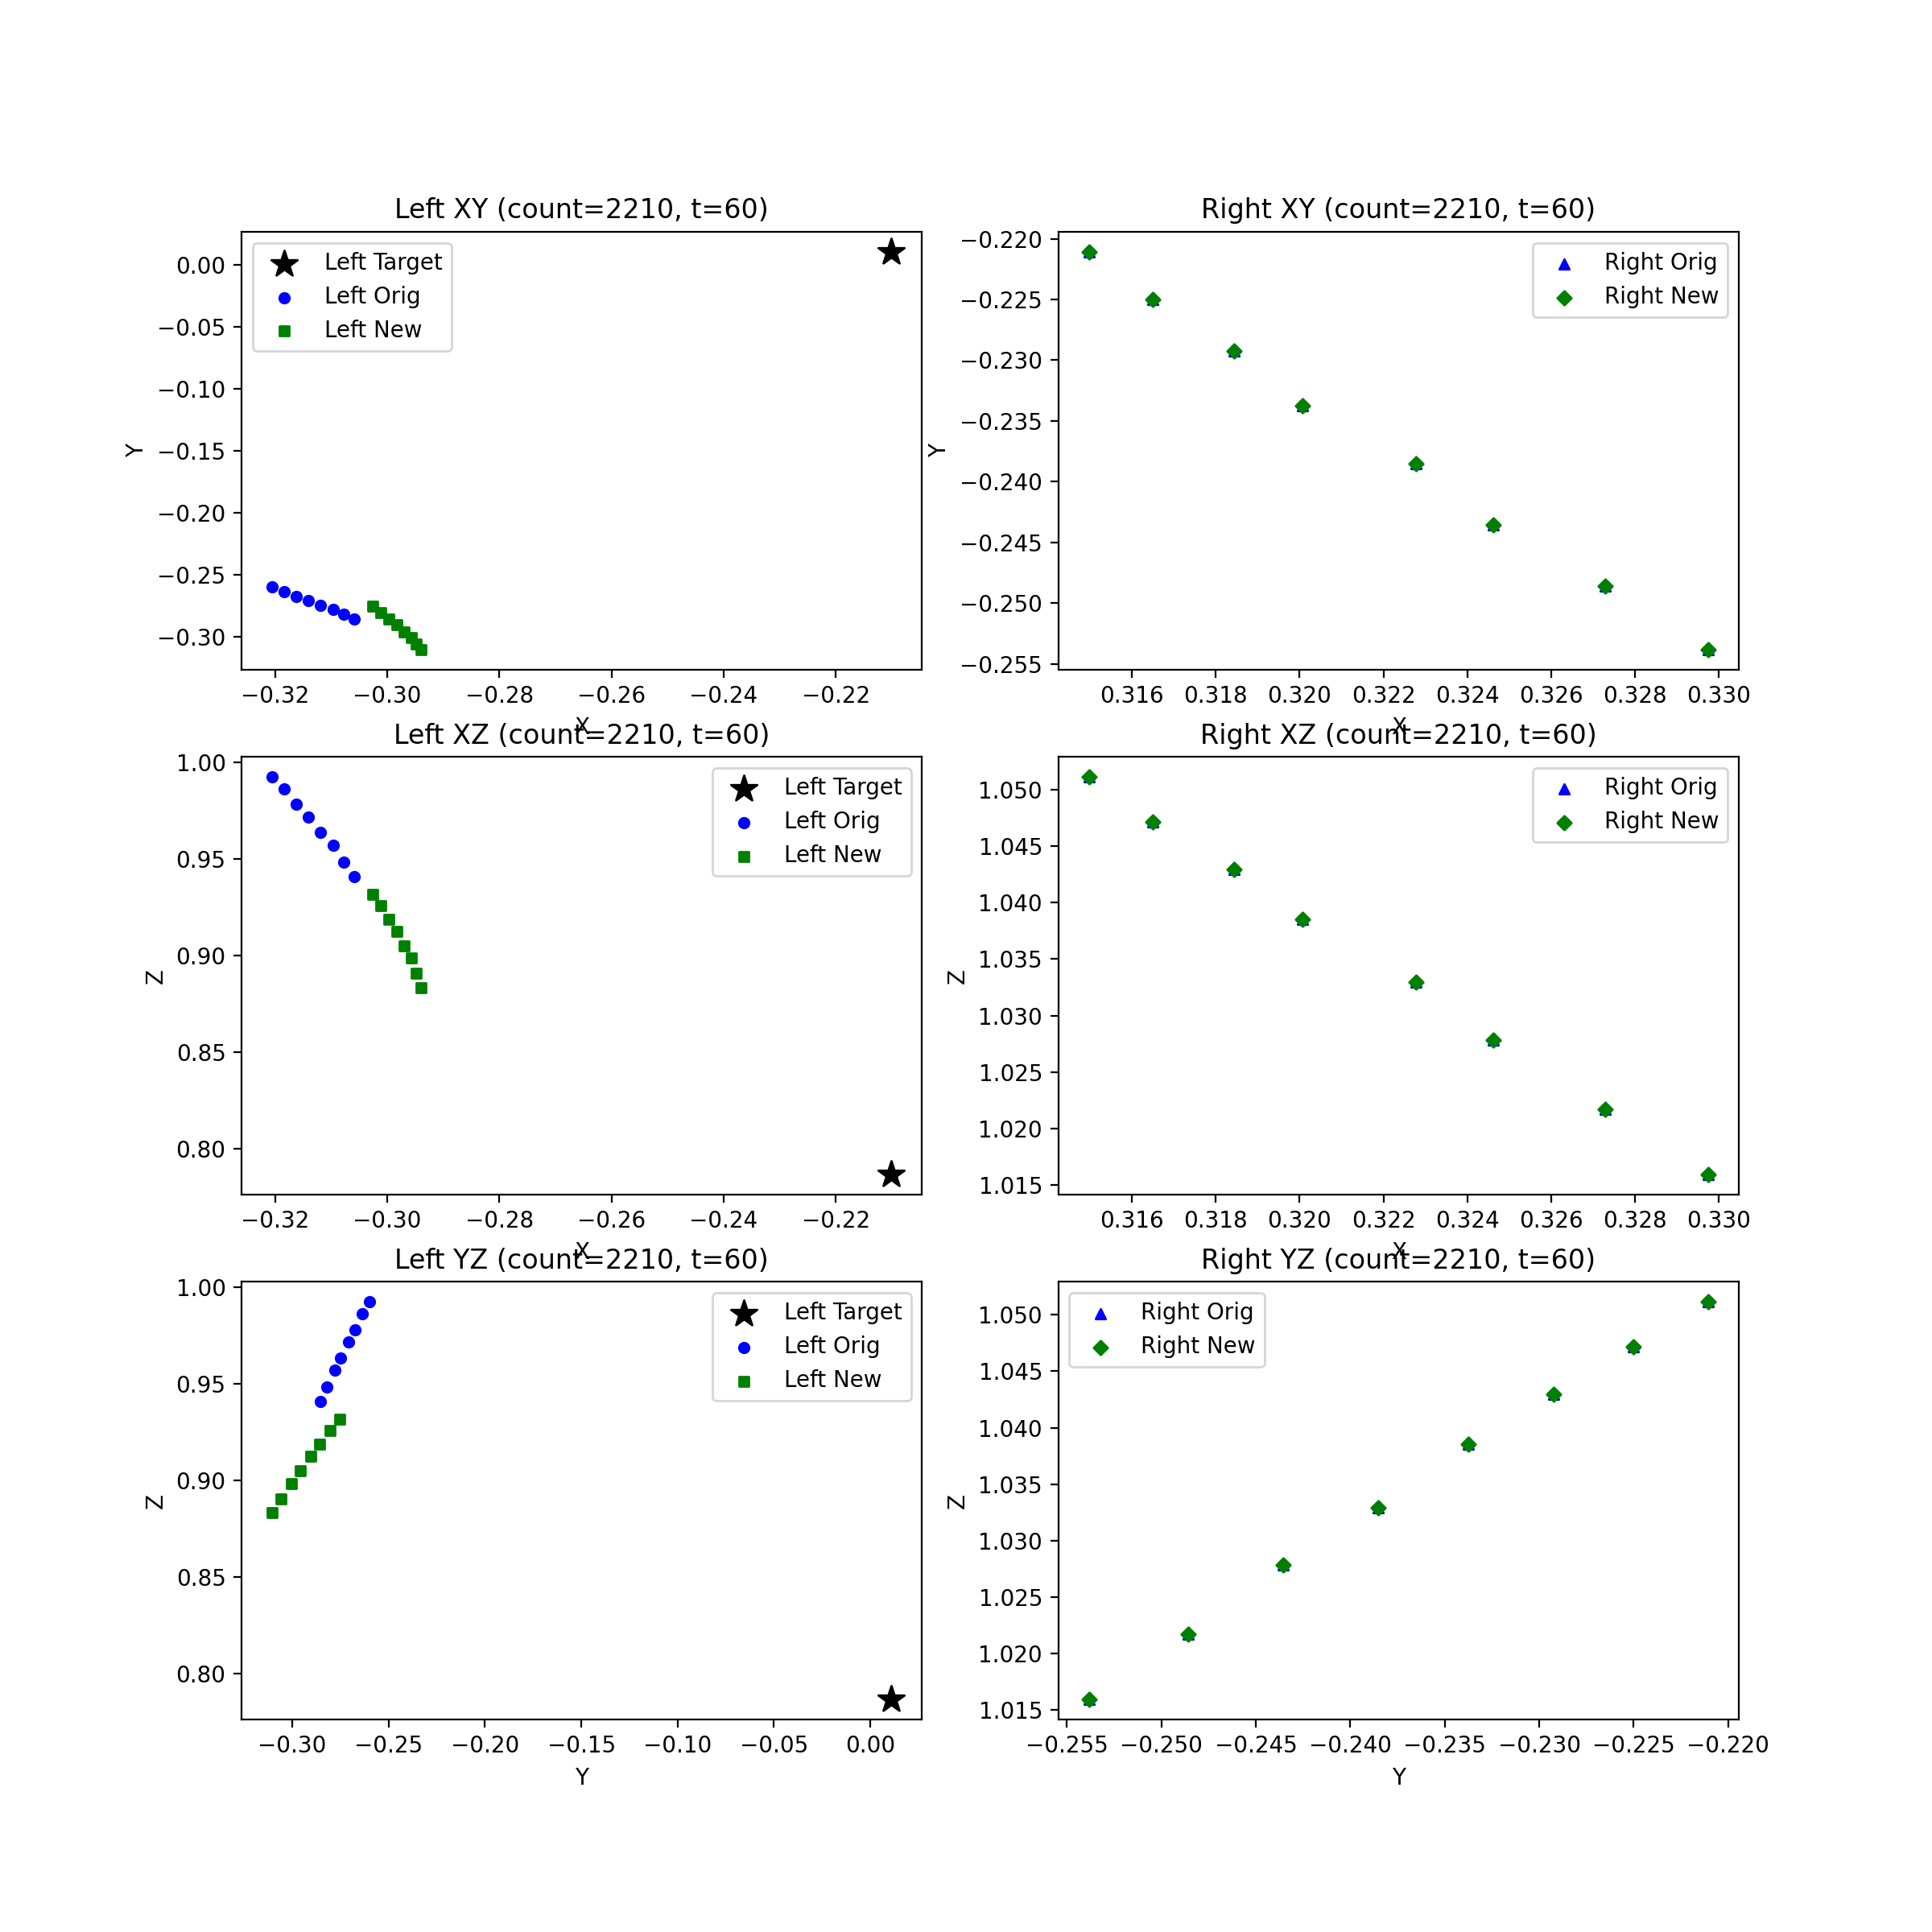 Left XY (count=2210, t=60)
Left Target
Left Orig
Left New
0.00
−0.05
−0.10
−0.15
−0.20
−0.25
−0.30
Y
−0.32 −0.30 −0.28 −0.26 −0.24 −0.22
X
Right XY (count=2210, t=60)
Right Orig
Right New
−0.220
−0.225
−0.230
−0.235
−0.240
−0.245
−0.250
−0.255
Y
0.316 0.318 0.320 0.322 0.324 0.326 0.328 0.330
X
Left XZ (count=2210, t=60)
Left Target
Left Orig
Left New
1.00
0.95
0.90
0.85
0.80
Z
−0.32 −0.30 −0.28 −0.26 −0.24 −0.22
X
Right XZ (count=2210, t=60)
Right Orig
Right New
1.050
1.045
1.040
1.035
1.030
1.025
1.020
1.015
Z
0.316 0.318 0.320 0.322 0.324 0.326 0.328 0.330
X
Left YZ (count=2210, t=60)
Left Target
Left Orig
Left New
1.00
0.95
0.90
0.85
0.80
Z
−0.30 −0.25 −0.20 −0.15 −0.10 −0.05 0.00
Y
Right YZ (count=2210, t=60)
Right Orig
Right New
1.050
1.045
1.040
1.035
1.030
1.025
1.020
1.015
Z
−0.255 −0.250 −0.245 −0.240 −0.235 −0.230 −0.225 −0.220
Y